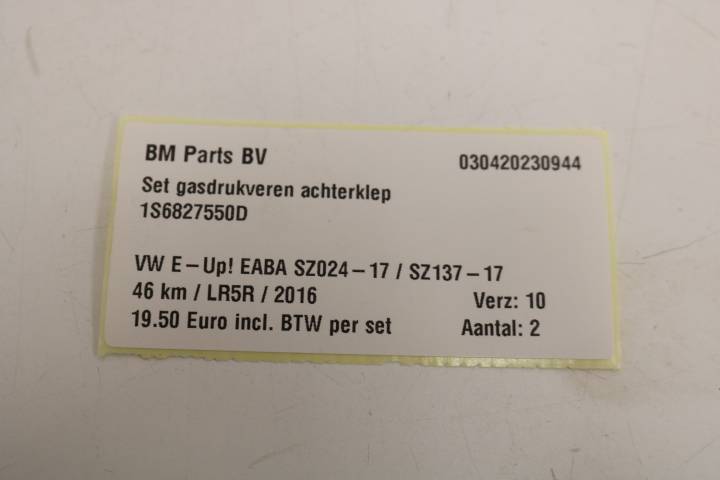 BM Parts BV 030420230944
Set gasdrukveren achterklep
1S6827550D
VW E-Up! EABA SZ024-17 / SZ137-17
46 km / LR5R / 2016 Verz: 10
19.50 Euro incl. BTW per set Aantal: 2